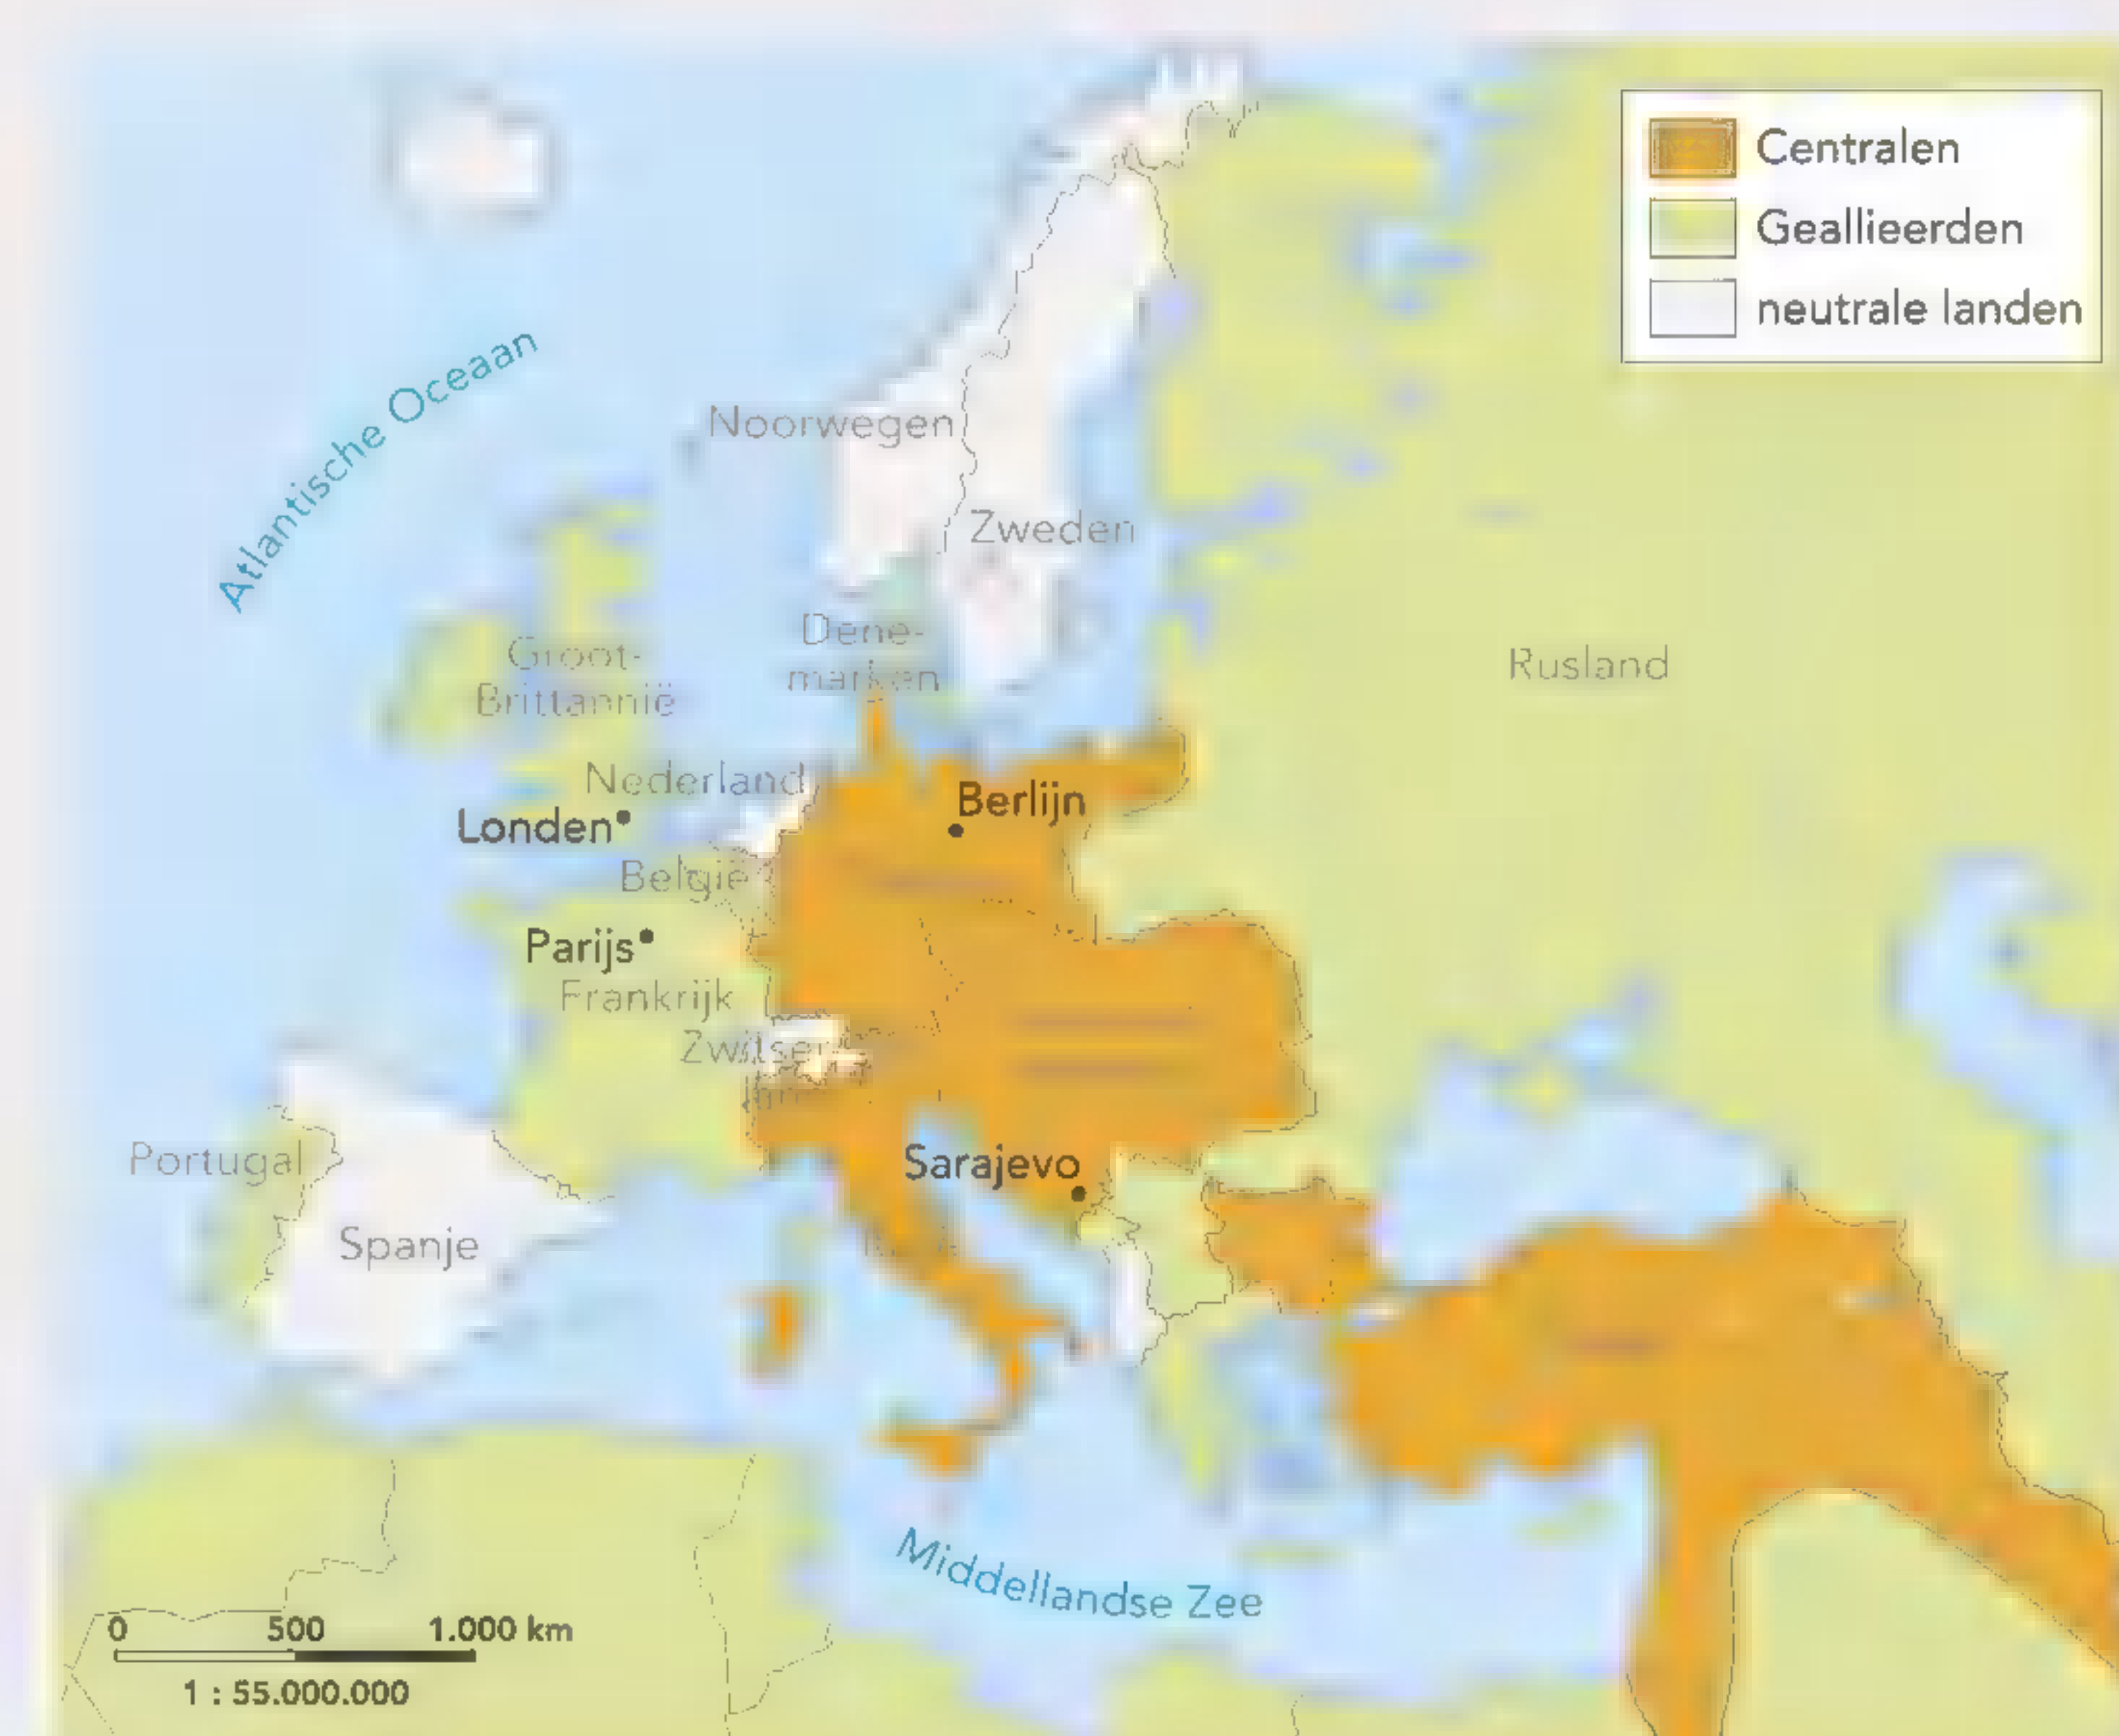 Centralen
Geallieerden
neutrale landen
Atlantische Oceaan
Noorwegen
Zweden
Dene-
marken
Groot-
Brittannië
Rusland
Nederland
Berlijn
Londen
België
Parijs
Frankrijk
Zwitser-
Sarajevo
Portugal
Spanje
Middellandse Zee
0 500 1.000 km
1 : 55.000.000